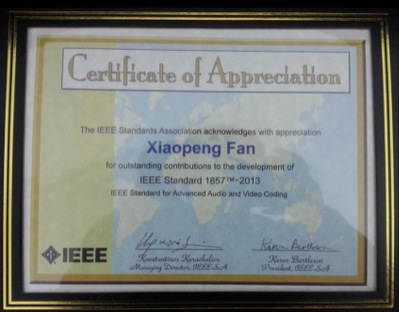 Certificate of Appreciation
The IEEE Standards Association acknowledges with appreciation
Xiaopeng Fan
for outstanding contributions to the development of
IEEE Standard 1857™-2013
IEEE Standard for Advanced Audio and Video Coding
IEEE
Konstantinos Karachalios
Managing Director, IEEE-SA
Karen Bartleson
President, IEEE-SA